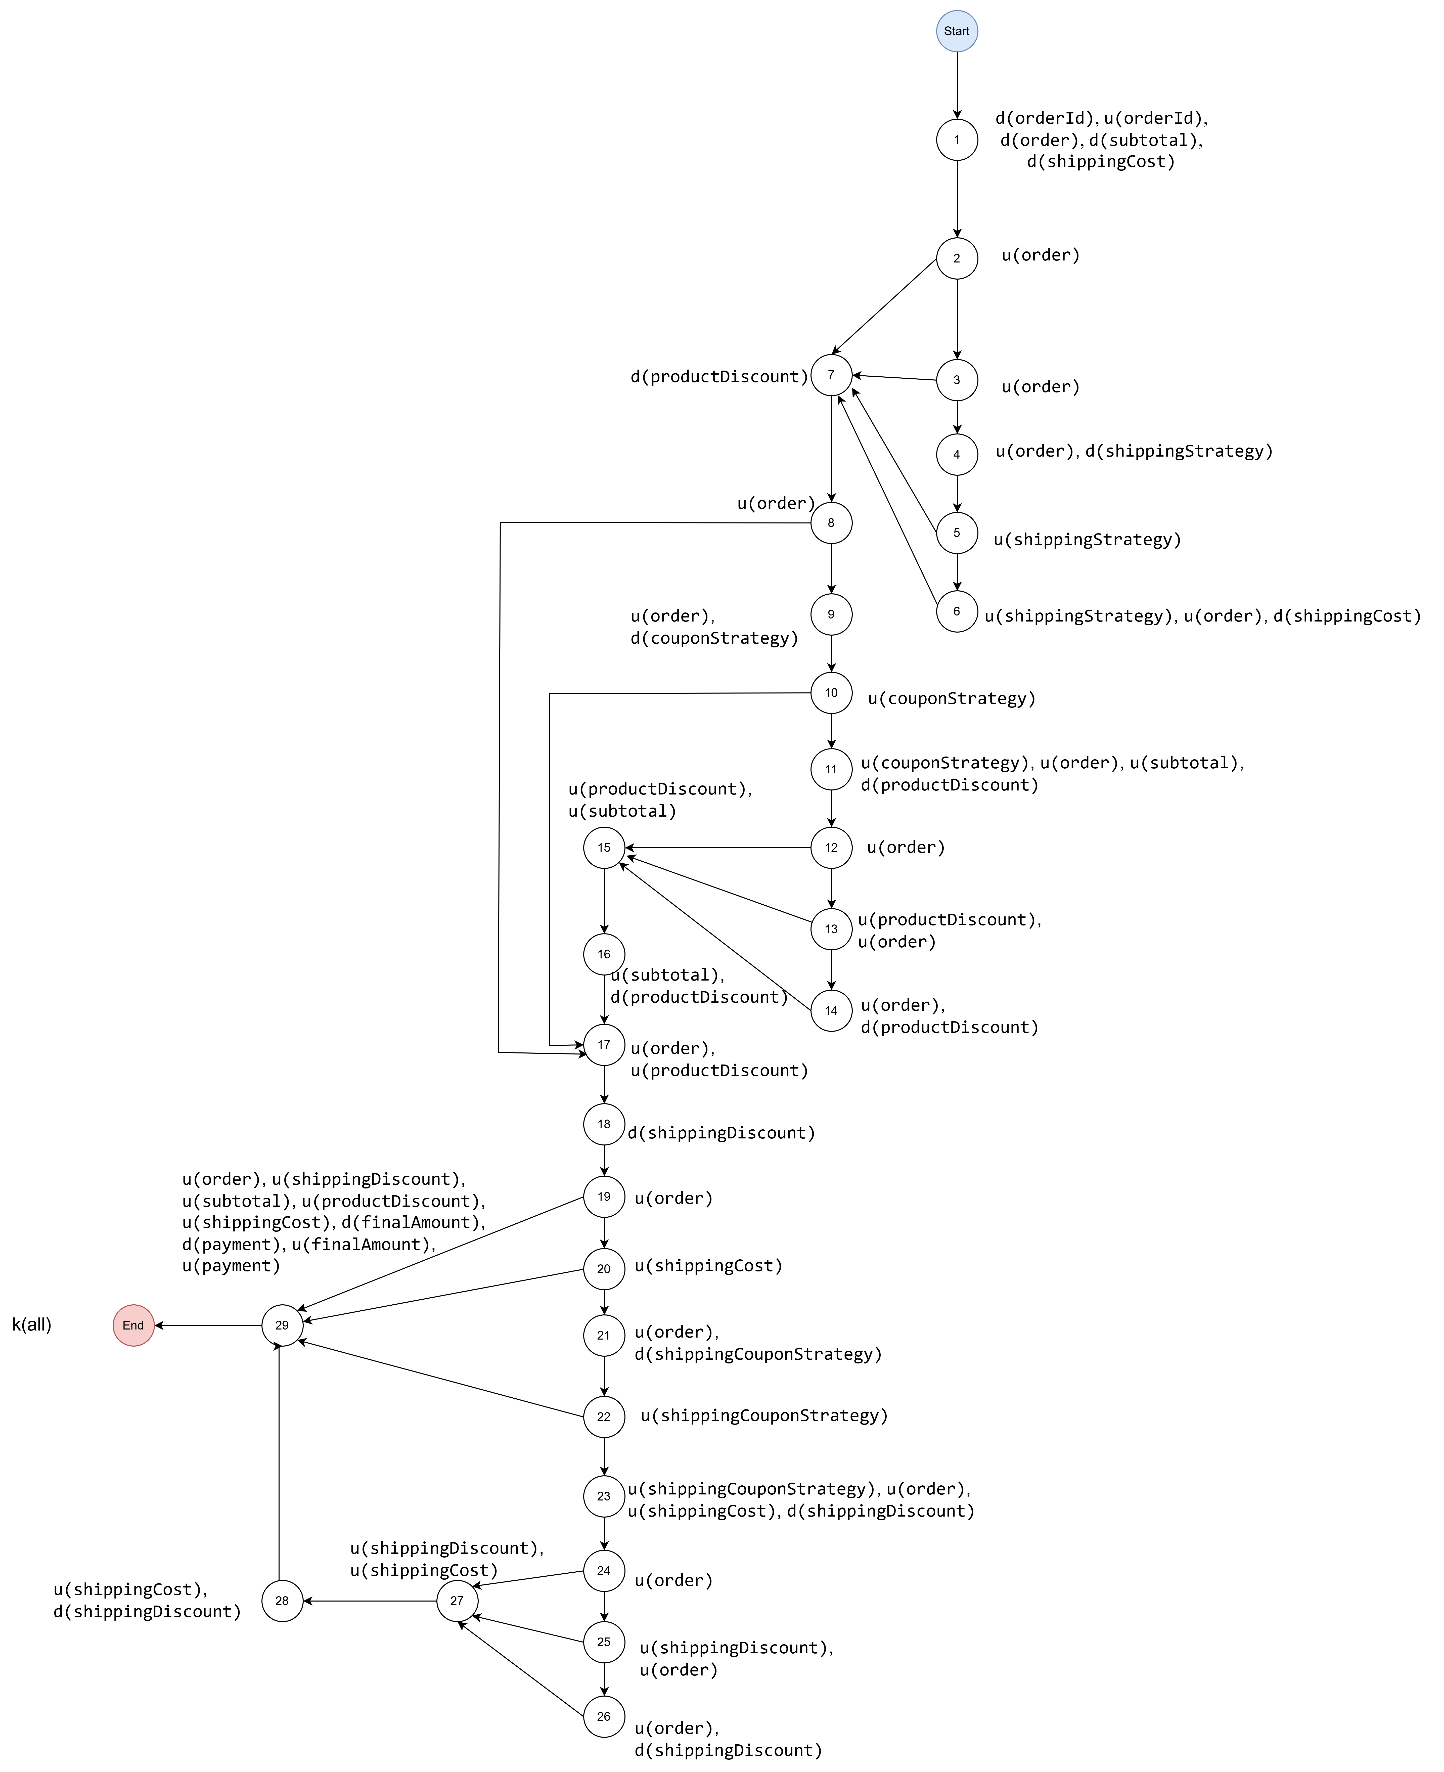 Start
1
d(orderId), u(orderId),
d(order), d(subtotal),
d(shippingCost)
2
u(order)
d(productDiscount)
7
3
u(order)
4
u(order), d(shippingStrategy)
u(order)
8
5
u(shippingStrategy)
u(order),
d(couponStrategy)
9
6
u(shippingStrategy), u(order), d(shippingCost)
10
u(couponStrategy)
11
u(couponStrategy), u(order), u(subtotal),
d(productDiscount)
u(productDiscount),
u(subtotal)
15
12
u(order)
13
u(productDiscount),
u(order)
16
u(subtotal),
d(productDiscount)
14
u(order),
d(productDiscount)
17
u(order),
u(productDiscount)
18
d(shippingDiscount)
u(order), u(shippingDiscount),
u(subtotal), u(productDiscount),
u(shippingCost), d(finalAmount),
d(payment), u(finalAmount),
u(payment)
19
u(order)
20
u(shippingCost)
k(all)
End
29
21
u(order),
d(shippingCouponStrategy)
22
u(shippingCouponStrategy)
23
u(shippingCouponStrategy), u(order),
u(shippingCost), d(shippingDiscount)
u(shippingDiscount),
u(shippingCost)
24
u(order)
u(shippingCost),
d(shippingDiscount)
28
27
25
u(shippingDiscount),
u(order)
26
u(order),
d(shippingDiscount)